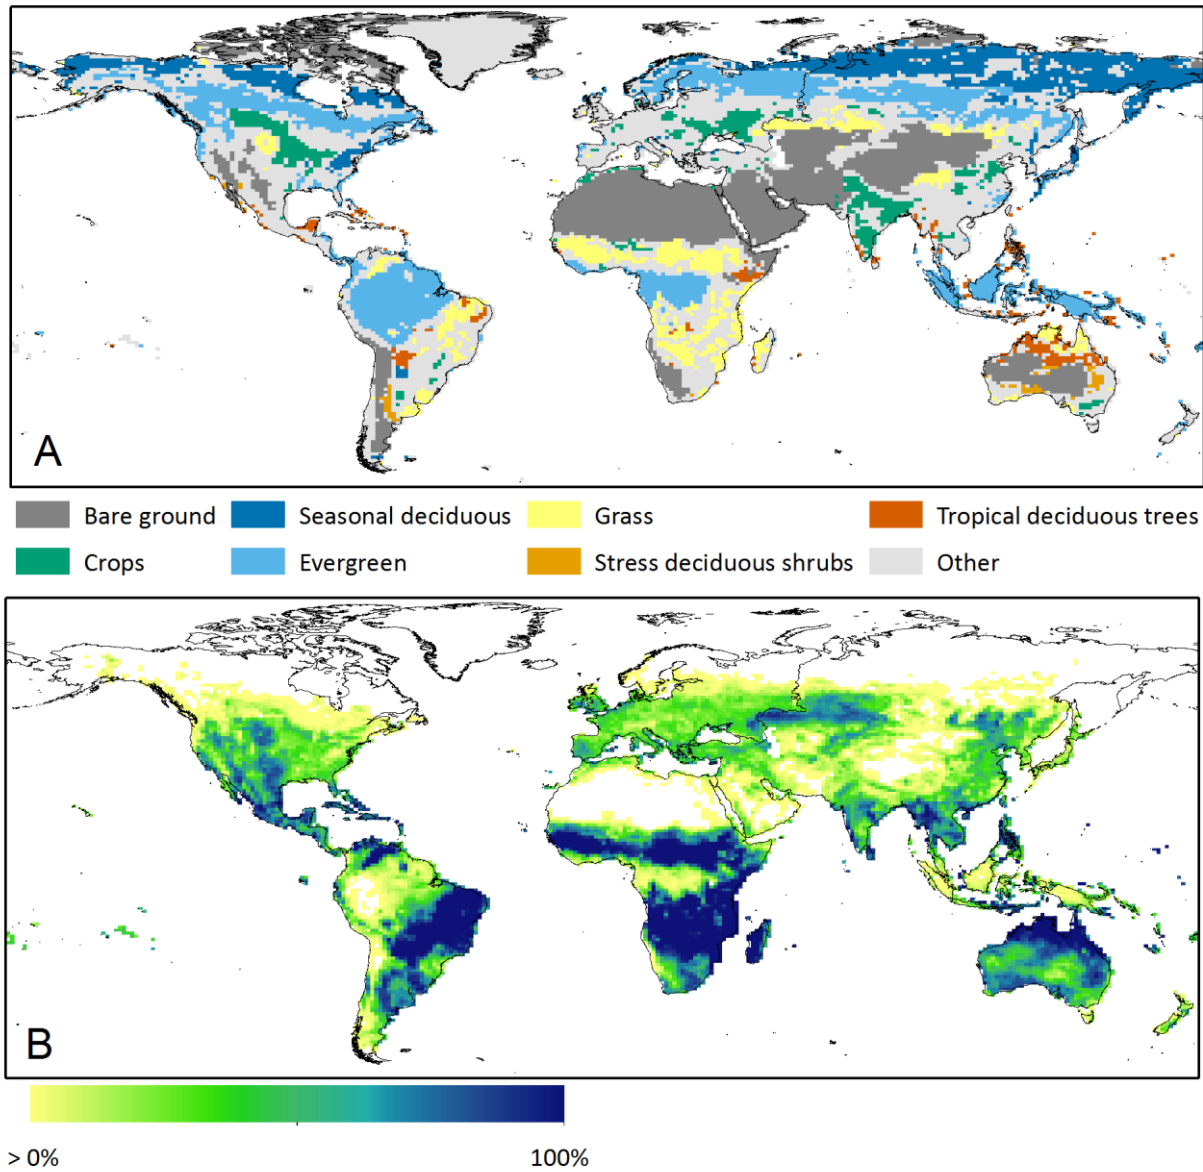 A
Bare ground Seasonal deciduous Grass Tropical deciduous trees
Crops Evergreen Stress deciduous shrubs Other
B
> 0% 100%